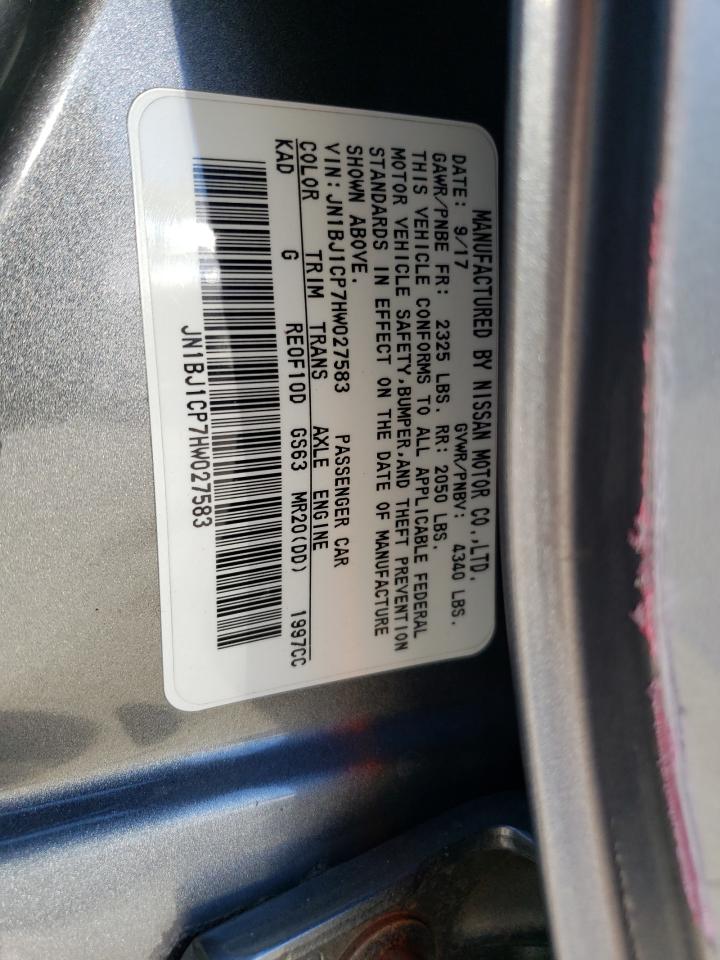 MANUFACTURED BY NISSAN MOTOR CO.,LTD.
DATE: 9/17 GVWR/PNBV: 4340 LBS.
GAWR/PNBE FR: 2325 LBS. RR: 2050 LBS.
THIS VEHICLE CONFORMS TO ALL APPLICABLE FEDERAL
MOTOR VEHICLE SAFETY,BUMPER,AND THEFT PREVENTION
STANDARDS IN EFFECT ON THE DATE OF MANUFACTURE
SHOWN ABOVE.
VIN: JN1BJ1CP7HW027583 PASSENGER CAR
COLOR TRIM TRANS AXLE ENGINE
KAD G RE0F10D GS63 MR20(DD) 1997CC
JN1BJ1CP7HW027583